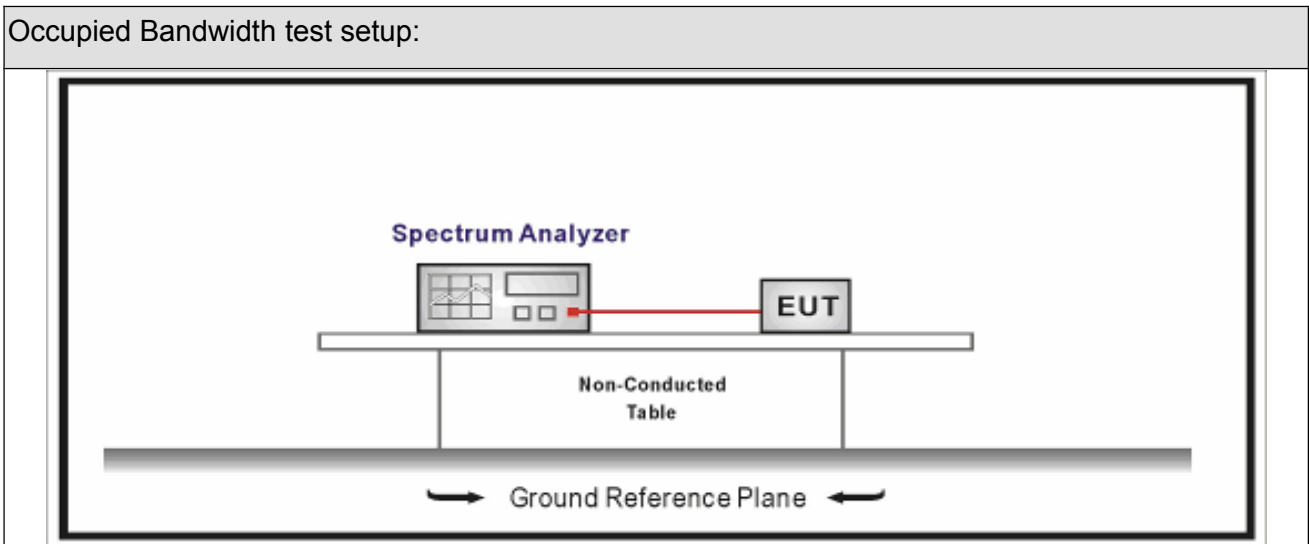 Occupied Bandwidth test setup:
Spectrum Analyzer
EUT
Non-Conducted
Table
Ground Reference Plane